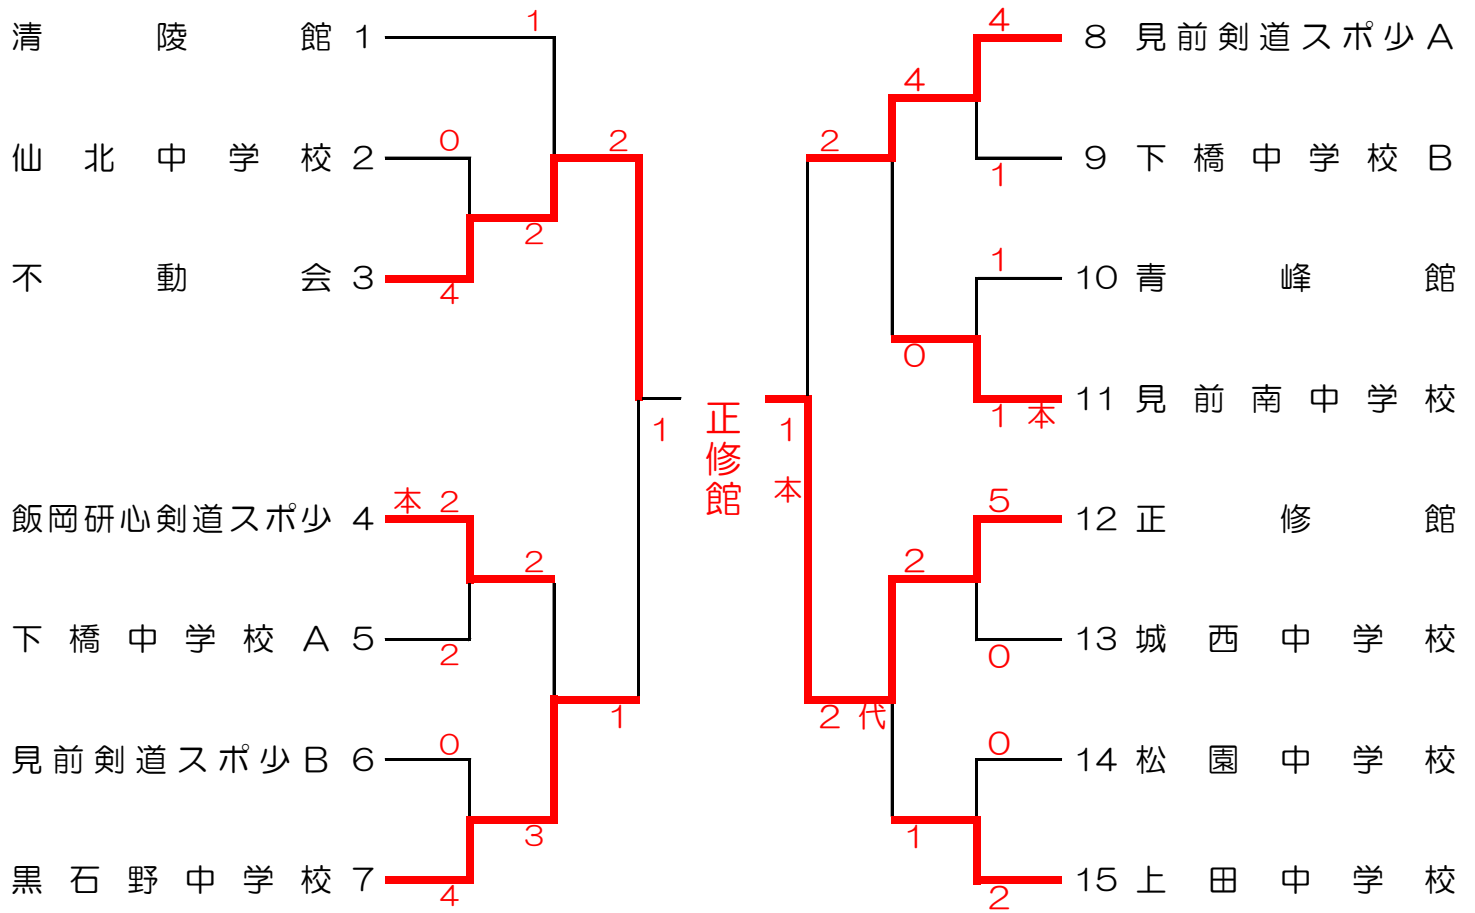 清陵館 1
1
仙北中学校 2
0
2
不動会 3
4
2
飯岡研心剣道スポ少 4
本 2
2
下橋中学校A 5
2
見前剣道スポ少B 6
0
1
黒石野中学校 7
4
3
1
正修館
1
本
4
8 見前剣道スポ少A
4
2
9 下橋中学校B
1
1
10 青峰館
0
11 見前南中学校
1 本
5
12 正修館
2
13 城西中学校
0
2 代
0
14 松園中学校
1
15 上田中学校
2